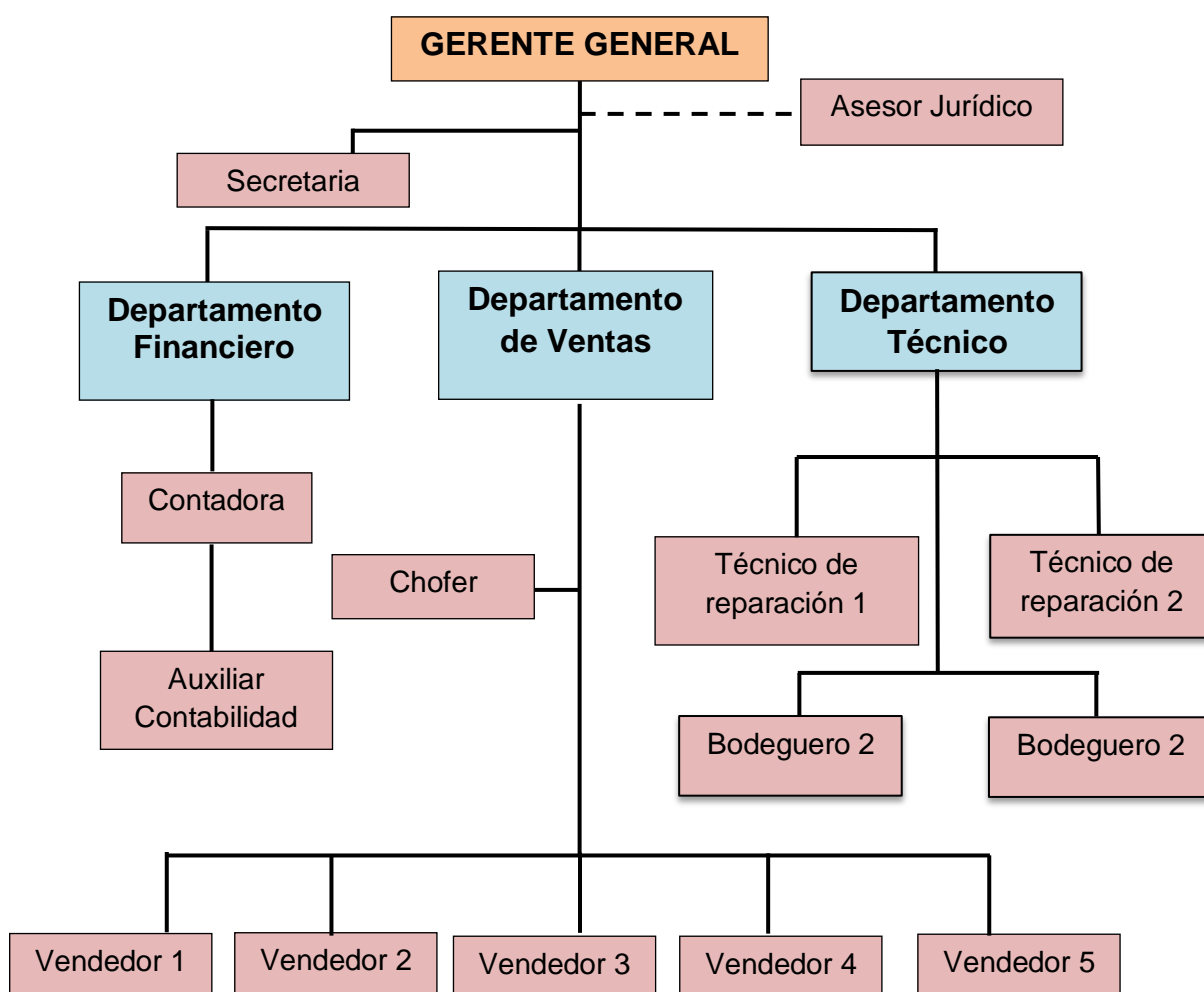 GERENTE GENERAL
Asesor Jurídico
Secretaria
Departamento
Financiero
Departamento
de Ventas
Departamento
Técnico
Contadora
Chofer
Técnico de
reparación 1
Técnico de
reparación 2
Auxiliar
Contabilidad
Bodeguero 2
Bodeguero 2
Vendedor 1
Vendedor 2
Vendedor 3
Vendedor 4
Vendedor 5